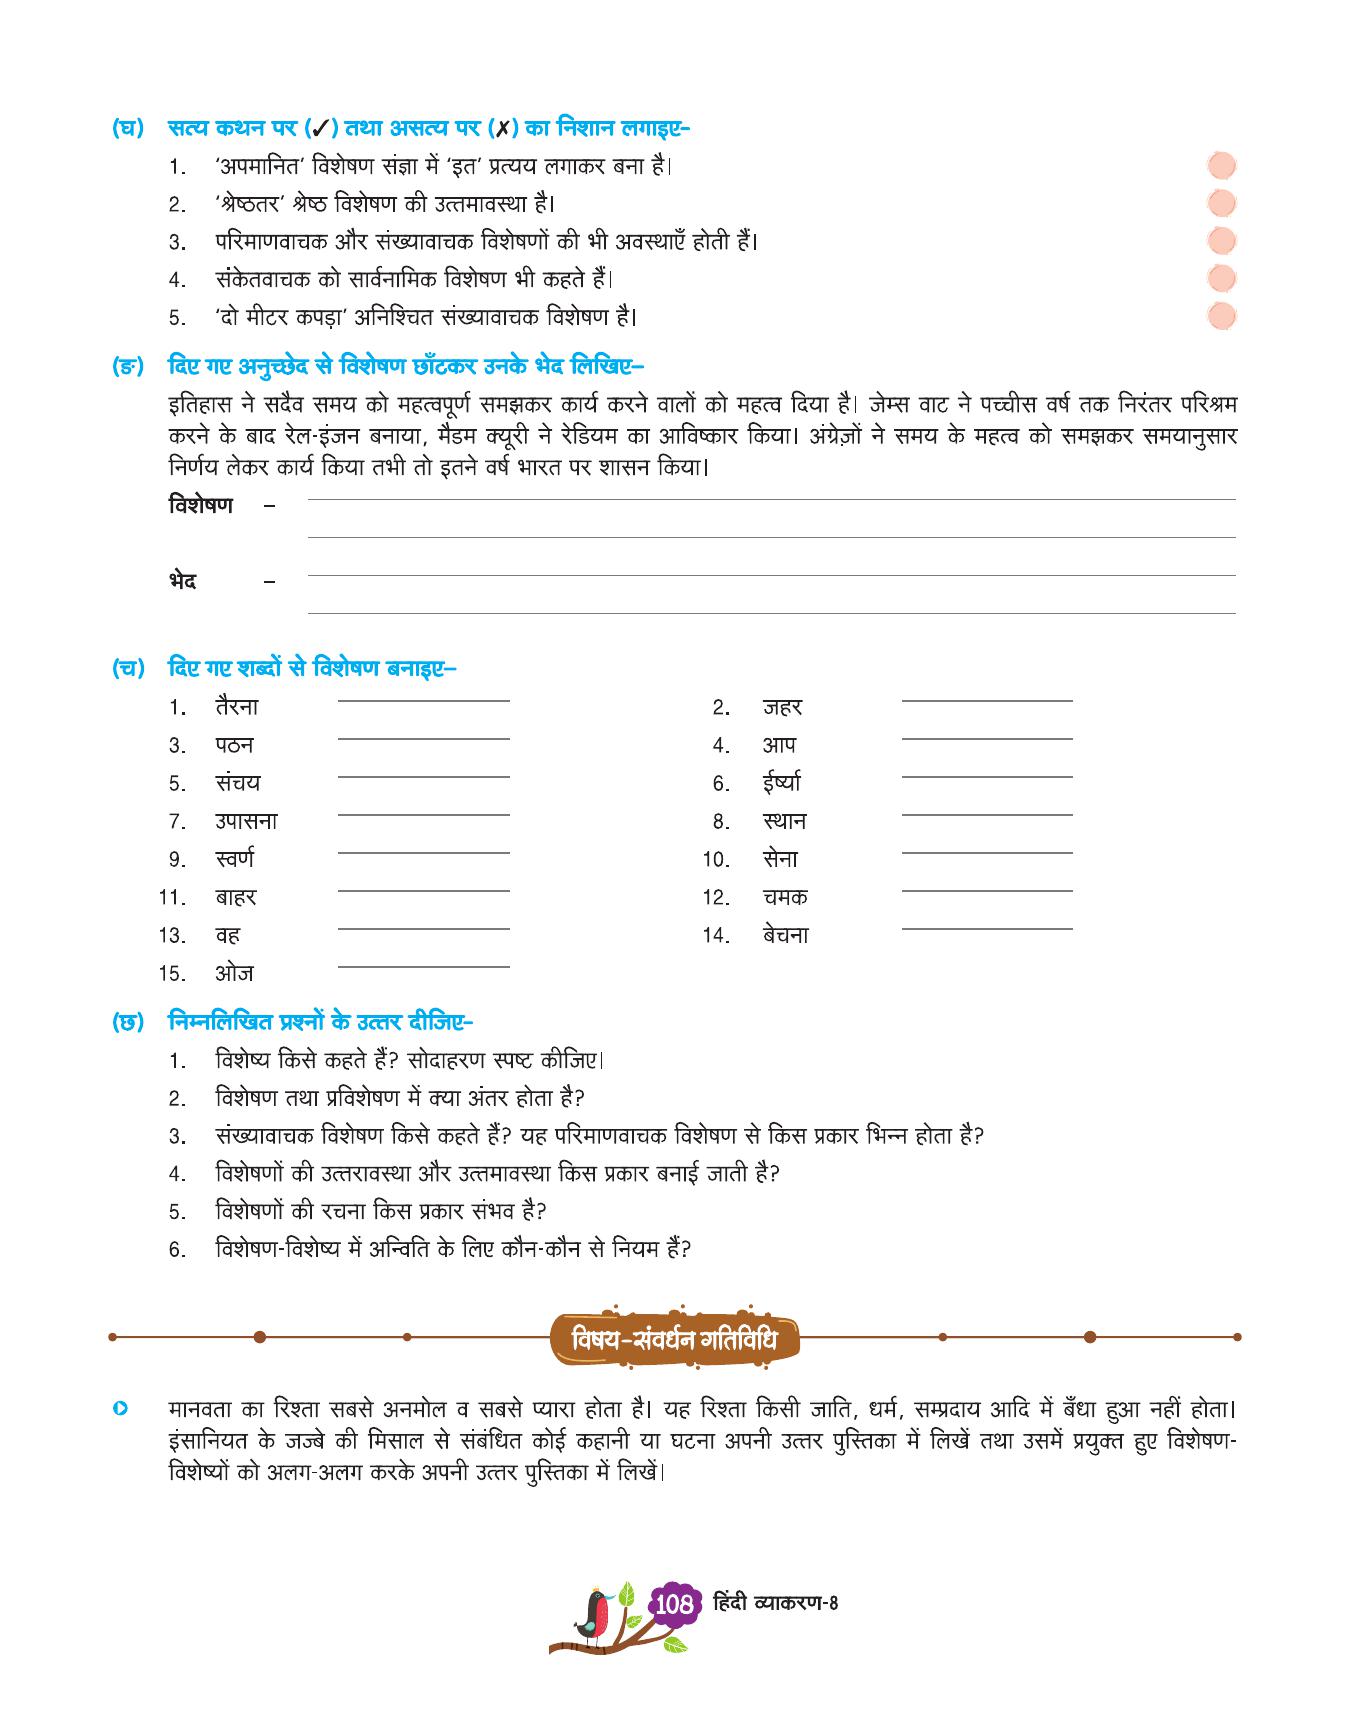 (घ) सत्य कथन पर (✓) तथा असत्य पर (✗) का निशान लगाइए–
1. ‘अपमानित’ विशेषण संज्ञा में ‘इत’ प्रत्यय लगाकर बना है।
2. ‘श्रेष्ठतर’ श्रेष्ठ विशेषण की उत्तमावस्था है।
3. परिमाणवाचक और संख्यावाचक विशेषणों की भी अवस्थाएँ होती हैं।
4. संकेतवाचक को सार्वनामिक विशेषण भी कहते हैं।
5. ‘दो मीटर कपड़ा’ अनिश्चित संख्यावाचक विशेषण है।
(ङ) दिए गए अनुच्छेद से विशेषण छाँटकर उनके भेद लिखिए–
इतिहास ने सदैव समय को महत्वपूर्ण समझकर कार्य करने वालों को महत्व दिया है। जेम्स वाट ने पच्चीस वर्ष तक निरंतर परिश्रम
करने के बाद रेल-इंजन बनाया, मैडम क्यूरी ने रेडियम का आविष्कार किया। अंग्रेज़ों ने समय के महत्व को समझकर समयानुसार
निर्णय लेकर कार्य किया तभी तो इतने वर्ष भारत पर शासन किया।
विशेषण –
भेद –
(च) दिए गए शब्दों से विशेषण बनाइए–
1. तैरना 2. जहर
3. पठन 4. आप
5. संचय 6. ईर्ष्या
7. उपासना 8. स्थान
9. स्वर्ण 10. सेना
11. बाहर 12. चमक
13. वह 14. बेचना
15. ओज
(छ) निम्नलिखित प्रश्नों के उत्तर दीजिए–
1. विशेष्य किसे कहते हैं? सोदाहरण स्पष्ट कीजिए।
2. विशेषण तथा प्रविशेषण में क्या अंतर होता है?
3. संख्यावाचक विशेषण किसे कहते हैं? यह परिमाणवाचक विशेषण से किस प्रकार भिन्न होता है?
4. विशेषणों की उत्तरावस्था और उत्तमावस्था किस प्रकार बनाई जाती है?
5. विशेषणों की रचना किस प्रकार संभव है?
6. विशेषण-विशेष्य में अन्विति के लिए कौन-कौन से नियम हैं?
विषय–संवर्धन गतिविधि
मानवता का रिश्ता सबसे अनमोल व सबसे प्यारा होता है। यह रिश्ता किसी जाति, धर्म, सम्प्रदाय आदि में बँधा हुआ नहीं होता।
इंसानियत के जज्बे की मिसाल से संबंधित कोई कहानी या घटना अपनी उत्तर पुस्तिका में लिखें तथा उसमें प्रयुक्त हुए विशेषण-
विशेष्यों को अलग-अलग करके अपनी उत्तर पुस्तिका में लिखें।
108 हिंदी व्याकरण-8